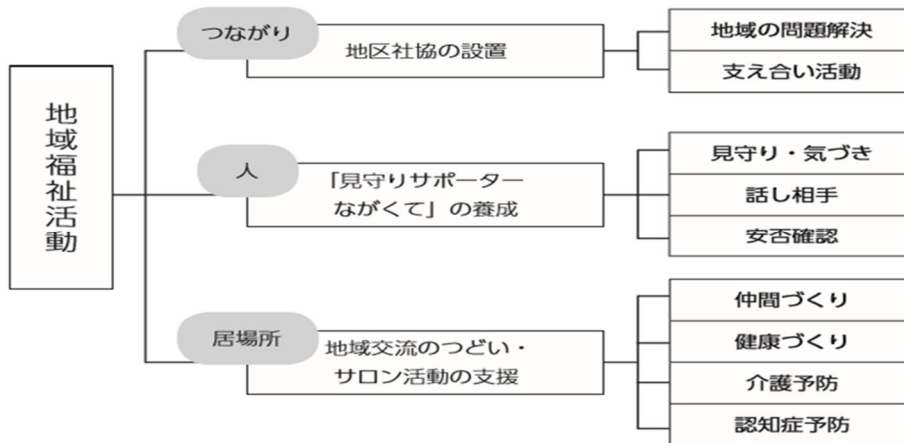 地域福祉活動
つながり
地区社協の設置
地域の問題解決
支え合い活動
人
「見守りサポーター
ながくて」の養成
見守り・気づき
話し相手
安否確認
居場所
地域交流のつどい・
サロン活動の支援
仲間づくり
健康づくり
介護予防
認知症予防